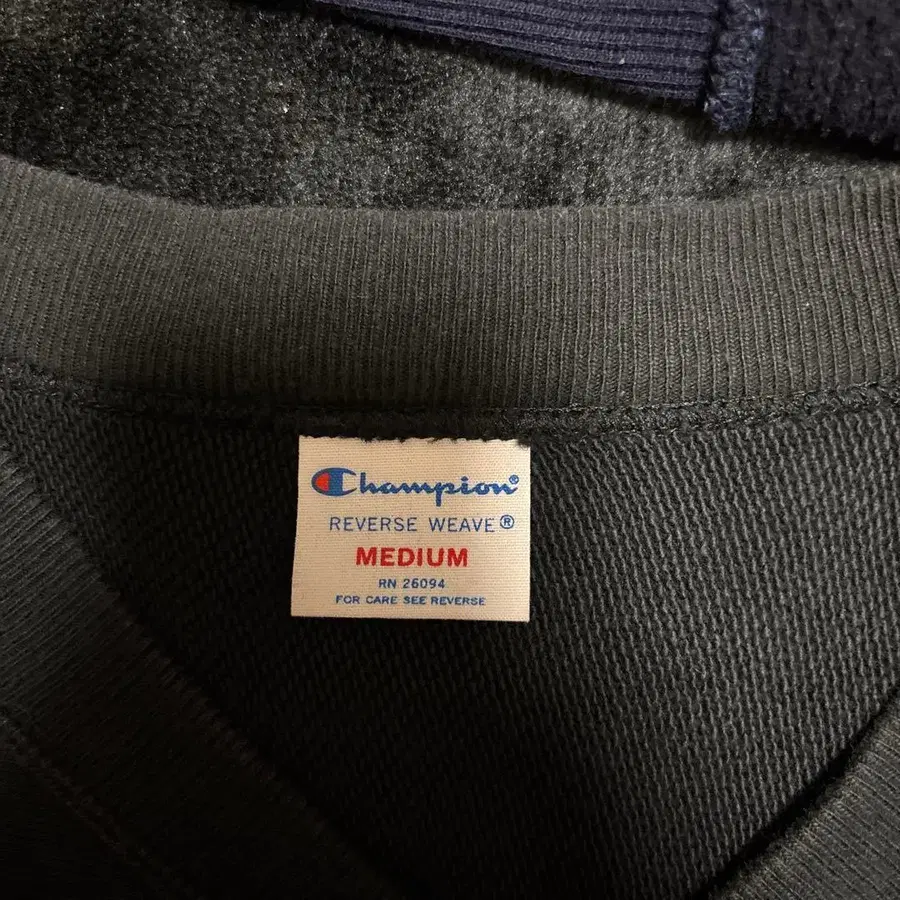 Champion®
REVERSE WEAVE®
MEDIUM
RN 26094
FOR CARE SEE REVERSE